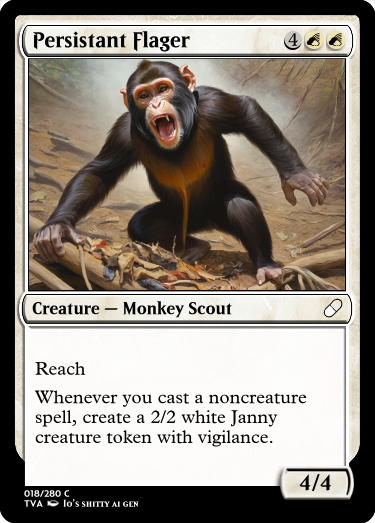 Persistant Flager 4
Creature — Monkey Scout
Reach
Whenever you cast a noncreature
spell, create a 2/2 white Janny
creature token with vigilance.
4/4
018/280 C
TVA Io's shitty ai gen